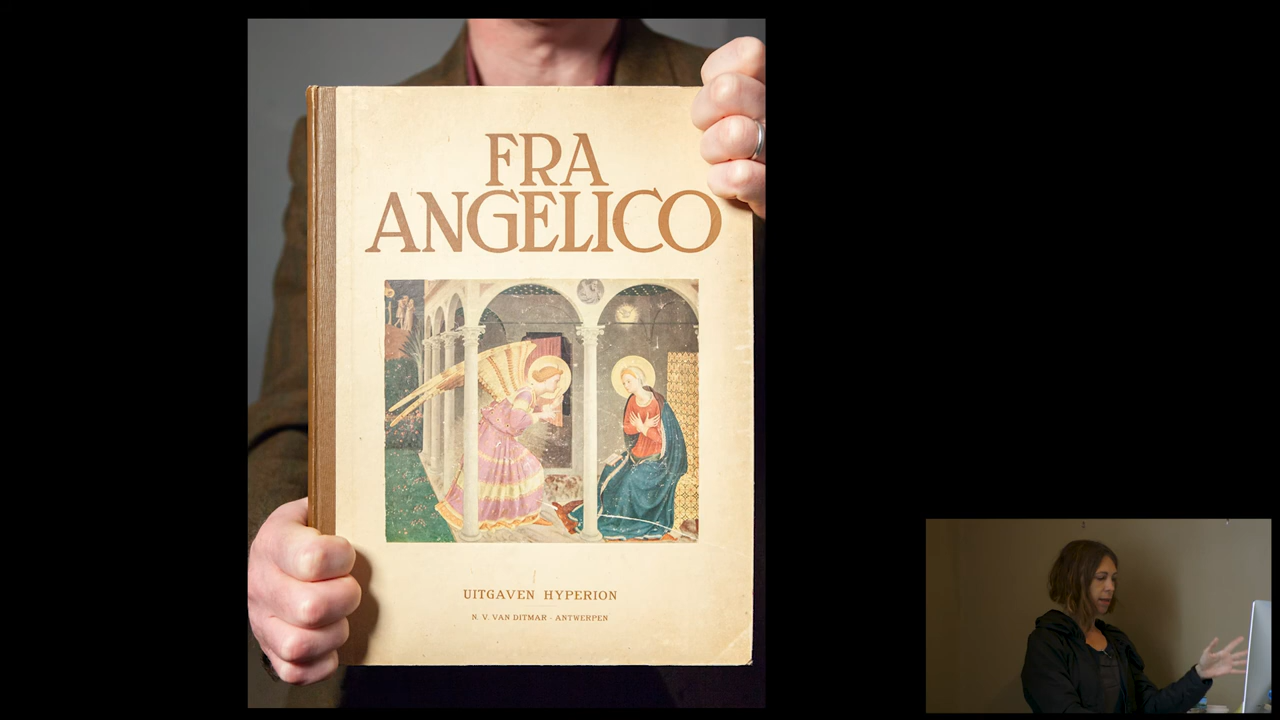 FRA
ANGELICO
UITGAVEN HYPERION
N. V. VAN DITMAR - ANTWERPEN